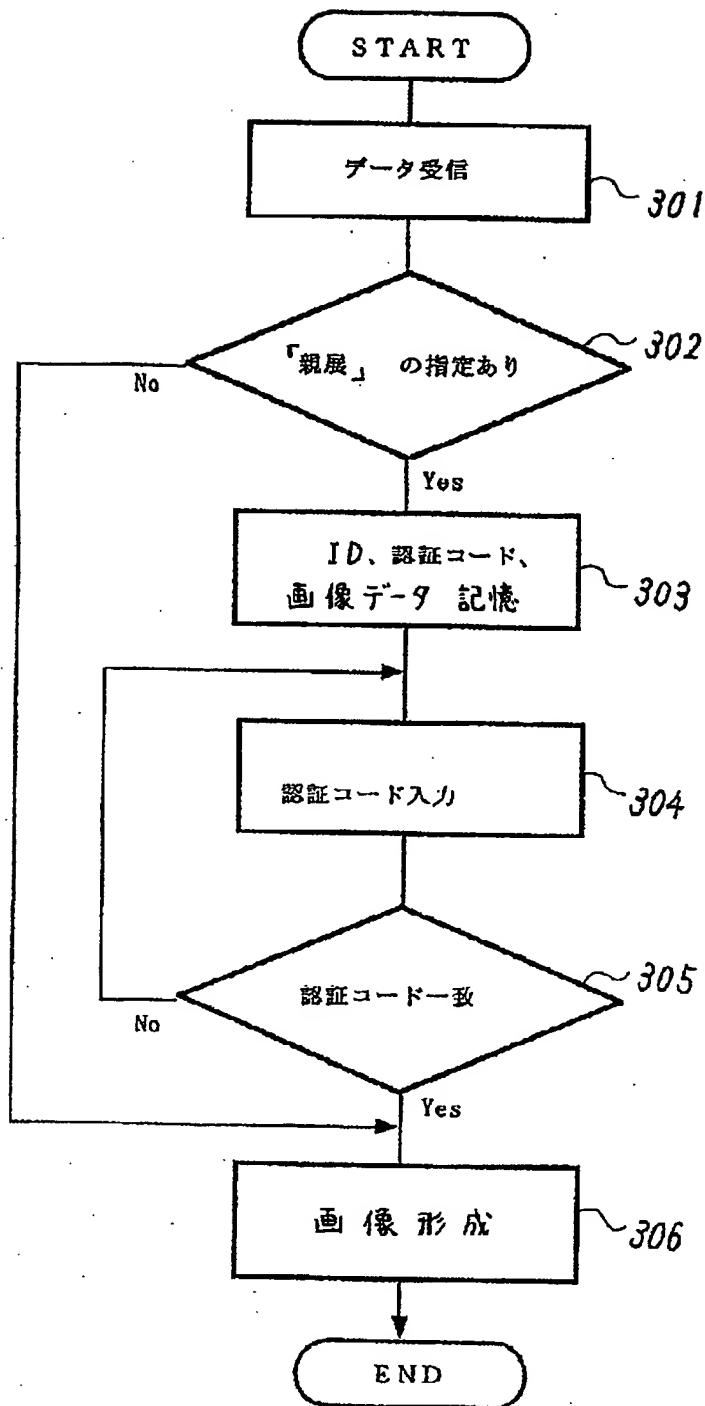 START
データ受信
301
「親展」 の指定あり
302
No
Yes
ID、認証コード、
画像データ 記憶
303
認証コード入力
304
認証コード一致
305
No
Yes
画像形成
306
END